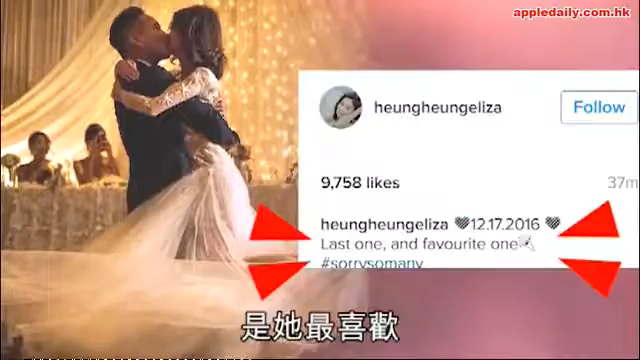 appledaily.com.hk
heungheungeliza
Follow
9,758 likes
37m
heungheungeliza 12.17.2016
Last one, and favourite one
#sorrysomany
是她最喜歡